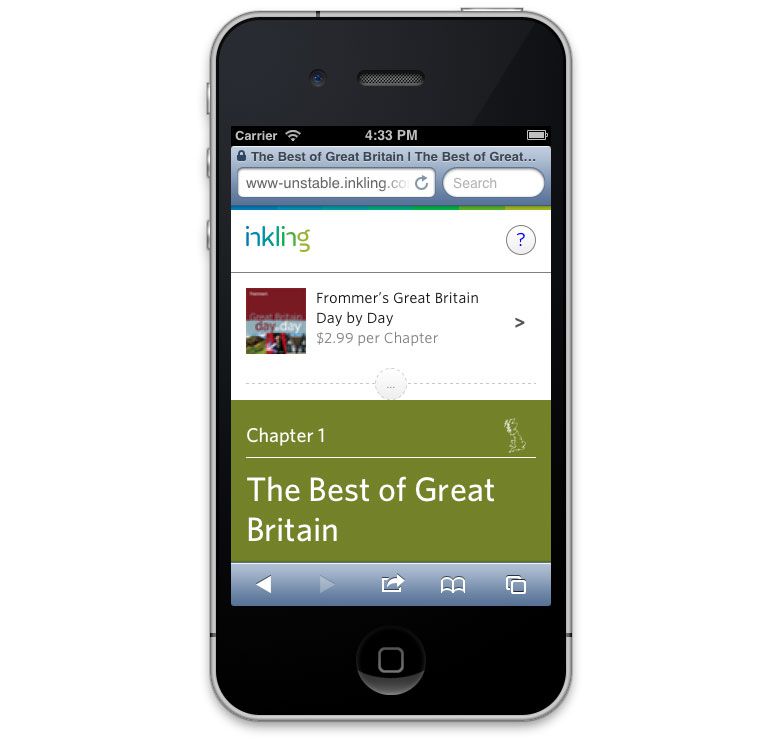 Carrier 4:33 PM
The Best of Great Britain | The Best of Great...
www-unstable.inkling.co Search
inkling ?
Frommer's Great Britain
Day by Day
$2.99 per Chapter
>
...
Chapter 1
The Best of Great
Britain
Frommer's
Great Britain
day by day